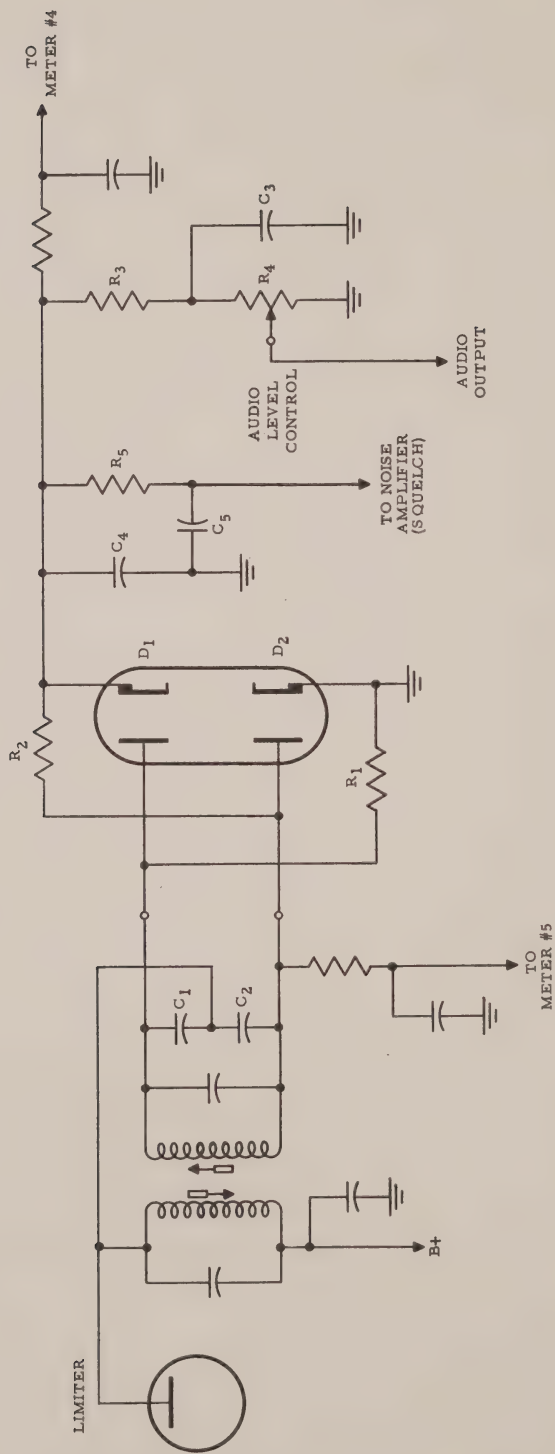 LIMITER
B+
C₁
C₂
TO
METER #5
R₂
R₁
D₁
D₂
C₄
C₅
R₅
TO NOISE
AMPLIFIER
(SQUELCH)
R₃
R₄
C₃
AUDIO
LEVEL
CONTROL
AUDIO
OUTPUT
TO
METER #4